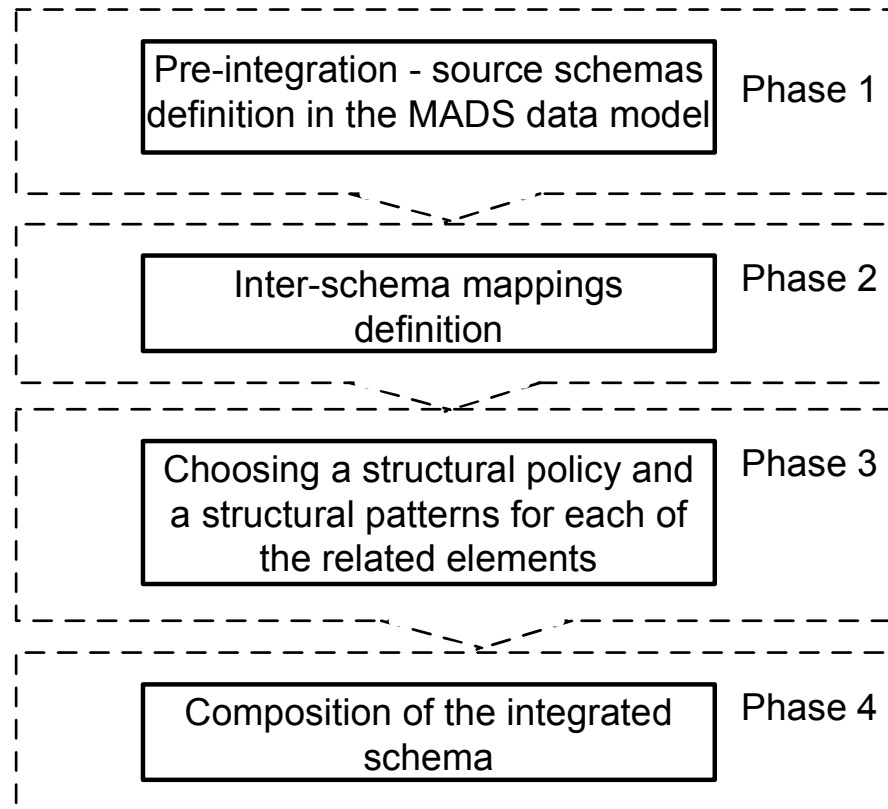 Pre-integration - source schemas
definition in the MADS data model
Phase 1
Inter-schema mappings
definition
Phase 2
Choosing a structural policy and
a structural patterns for each of
the related elements
Phase 3
Composition of the integrated
schema
Phase 4